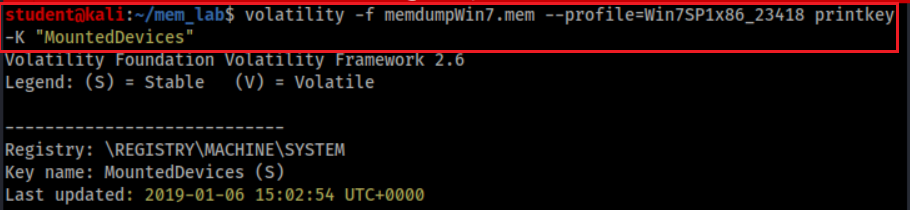 student@kali:~/mem_lab$ volatility -f memdumpWin7.mem --profile=Win7SP1x86_23418 printkey
-K "MountedDevices"
Volatility Foundation Volatility Framework 2.6
Legend: (S) = Stable   (V) = Volatile
----------------------------
Registry: \REGISTRY\MACHINE\SYSTEM
Key name: MountedDevices (S)
Last updated: 2019-01-06 15:02:54 UTC+0000